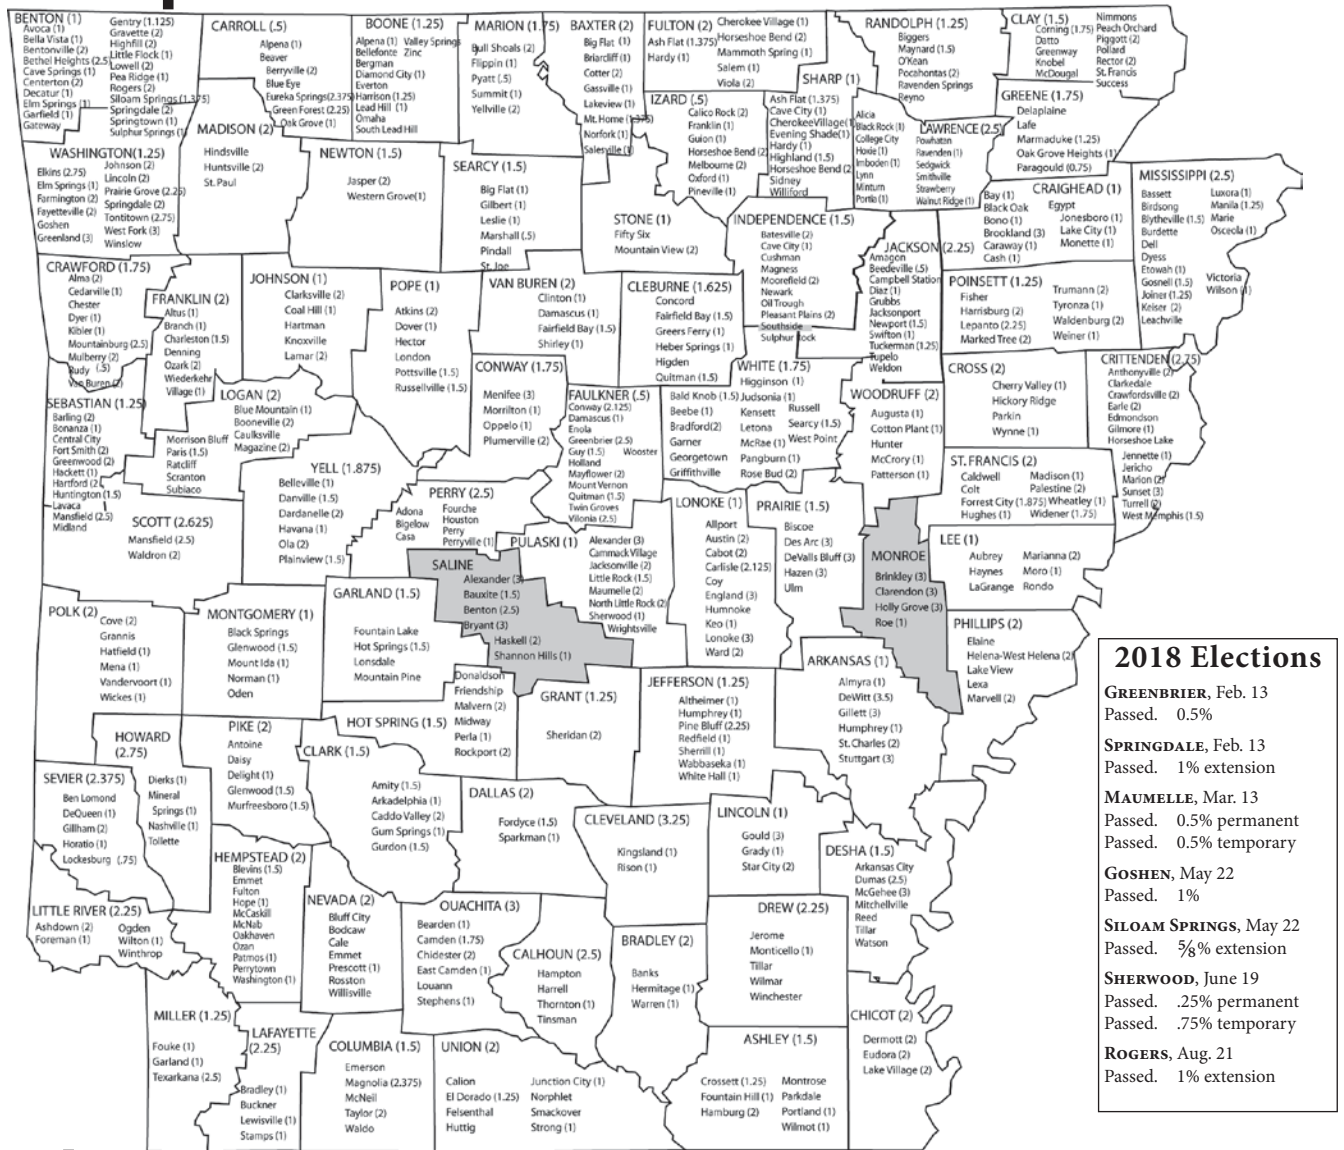 BENTON (1)
Avoca (1)
Bella Vista (1)
Bentonville (2)
Bethel Heights (2.5)
Cave Springs (1)
Centerton (2)
Decatur (1)
Elm Springs (1)
Garfield (1)
Gateway
Gentry (1.125)
Gravette (2)
Highfill (2)
Little Flock (1)
Lowell (2)
Pea Ridge (1)
Rogers (2)
Siloam Springs (1.375)
Springdale (2)
Springtown (1)
Sulphur Springs (1)
CARROLL (.5)
Alpena (1)
Beaver
Berryville (2)
Blue Eye
Eureka Springs(2.375)
Green Forest (2.25)
Oak Grove (1)
BOONE (1.25)
Alpena (1) Valley Springs
Bellefonte Zinc
Bergman
Diamond City (1)
Everton
Harrison (1.25)
Lead Hill (1)
Omaha
South Lead Hill
MARION (1.75)
Bull Shoals (2)
Flippin (1)
Pyatt (.5)
Summit (1)
Yellville (2)
BAXTER (2)
Big Flat (1)
Briarcliff (1)
Cotter (2)
Gassville (1)
Lakeview (1)
Mt. Home (1.375)
Norfork (1)
Salesville (1)
FULTON (2)
Ash Flat (1.375)
Hardy (1)
Cherokee Village (1)
Horseshoe Bend (2)
Mammoth Spring (1)
Salem (1)
Viola (2)
IZARD (.5)
Calico Rock (2)
Franklin (1)
Guion (1)
Horseshoe Bend (2)
Melbourne (2)
Oxford (1)
Pineville (1)
SHARP (1)
Ash Flat (1.375)
Cave City (1)
CherokeeVillage(1)
Evening Shade(1)
Hardy (1)
Highland (1.5)
Horseshoe Bend (2)
Sidney
Williford
RANDOLPH (1.25)
Biggers
Maynard (1.5)
O'Kean
Pocahontas (2)
Ravenden Springs
Reyno
CLAY (1.5)
Corning (1.75)
Datto
Greenway
Knobel
McDougal
Nimmons
Peach Orchard
Piggott (2)
Pollard
Rector (2)
St. Francis
Success
GREENE (1.75)
Delaplaine
Lafe
Marmaduke (1.25)
Oak Grove Heights (1)
Paragould (0.75)
LAWRENCE (2.5)
Alicia
Black Rock (1)
College City
Hoxie (1)
Imboden (1)
Lynn
Minturn
Portia (1)
Powhatan
Ravenden (1)
Sedgwick
Smithville
Strawberry
Walnut Ridge (1)
WASHINGTON(1.25)
Elkins (2.75)
Elm Springs (1)
Farmington (2)
Fayetteville (2)
Goshen
Greenland (3)
Johnson (2)
Lincoln (2)
Prairie Grove (2.25)
Springdale (2)
Tontitown (2.75)
West Fork (3)
Winslow
MADISON (2)
Hindsville
Huntsville (2)
St. Paul
NEWTON (1.5)
Jasper (2)
Western Grove(1)
SEARCY (1.5)
Big Flat (1)
Gilbert (1)
Leslie (1)
Marshall (.5)
Pindall
St. Joe
STONE (1)
Fifty Six
Mountain View (2)
INDEPENDENCE (1.5)
Batesville (2)
Cave City (1)
Cushman
Magness
Moorefield (2)
Newark
Oil Trough
Pleasant Plains (2)
Southside
Sulphur Rock
JACKSON (2.25)
Amagon
Beedeville (.5)
Campbell Station
Diaz (1)
Grubbs
Jacksonport
Newport (1.5)
Swifton (1)
Tuckerman (1.25)
Tupelo
Weldon
CRAIGHEAD (1)
Bay (1)
Black Oak
Bono (1)
Brookland (3)
Caraway (1)
Cash (1)
Egypt
Jonesboro (1)
Lake City (1)
Monette (1)
MISSISSIPPI (2.5)
Bassett
Birdsong
Blytheville (1.5)
Burdette
Dell
Dyess
Etowah (1)
Gosnell (1.5)
Joiner (1.25)
Keiser (2)
Leachville
Luxora (1)
Manila (1.25)
Marie
Osceola (1)
Victoria
Wilson (1)
CRAWFORD (1.75)
Alma (2)
Cedarville (1)
Chester
Dyer (1)
Kibler (1)
Mountainburg (2.5)
Mulberry (2)
Rudy (.5)
Van Buren (2)
FRANKLIN (2)
Altus (1)
Branch (1)
Charleston (1.5)
Denning
Ozark (2)
Wiederkehr
Village (1)
JOHNSON (1)
Clarksville (2)
Coal Hill (1)
Hartman
Knoxville
Lamar (2)
POPE (1)
Atkins (2)
Dover (1)
Hector
London
Pottsville (1.5)
Russellville (1.5)
VAN BUREN (2)
Clinton (1)
Damascus (1)
Fairfield Bay (1.5)
Shirley (1)
CLEBURNE (1.625)
Concord
Fairfield Bay (1.5)
Greers Ferry (1)
Heber Springs (1)
Higden
Quitman (1.5)
POINSETT (1.25)
Fisher
Harrisburg (2)
Lepanto (2.25)
Marked Tree (2)
Trumann (2)
Tyronza (1)
Waldenburg (2)
Weiner (1)
CRITTENDEN (2.75)
Anthonyville (2)
Clarkedale
Crawfordsville (2)
Earle (2)
Edmondson
Gilmore (1)
Horseshoe Lake
Jennette (1)
Jericho
Marion (2)
Sunset (3)
Turrell (2)
West Memphis (1.5)
CROSS (2)
Cherry Valley (1)
Hickory Ridge
Parkin
Wynne (1)
SEBASTIAN (1.25)
Barling (2)
Bonanza (1)
Central City
Fort Smith (2)
Greenwood (2)
Hackett (1)
Hartford (2)
Huntington (1.5)
Lavaca
Mansfield (2.5)
Midland
LOGAN (2)
Blue Mountain (1)
Booneville (2)
Caulksville
Magazine (2)
Morrison Bluff
Paris (1.5)
Ratcliff
Scranton
Subiaco
CONWAY (1.75)
Menifee (3)
Morrilton (1)
Oppelo (1)
Plumerville (2)
FAULKNER (.5)
Conway (2.125)
Damascus (1)
Enola
Greenbrier (2.5)
Guy (1.5) Wooster
Holland
Mayflower (2)
Mount Vernon
Quitman (1.5)
Twin Groves
Vilonia (2.5)
WHITE (1.75)
Bald Knob (1.5)
Beebe (1)
Bradford(2)
Garner
Georgetown
Griffithville
Higginson (1)
Judsonia (1)
Kensett
Letona
McRae (1)
Pangburn (1)
Rose Bud (2)
Russell
Searcy (1.5)
West Point
WOODRUFF (2)
Augusta (1)
Cotton Plant (1)
Hunter
McCrory (1)
Patterson (1)
ST. FRANCIS (2)
Caldwell
Colt
Forrest City (1.875)
Hughes (1)
Madison (1)
Palestine (2)
Wheatley (1)
Widener (1.75)
YELL (1.875)
Belleville (1)
Danville (1.5)
Dardanelle (2)
Havana (1)
Ola (2)
Plainview (1.5)
PERRY (2.5)
Adona
Bigelow
Casa
Fourche
Houston
Perry
Perryville (1)
SCOTT (2.625)
Mansfield (2.5)
Waldron (2)
PULASKI (1)
Alexander (3)
Cammack Village
Jacksonville (2)
Little Rock (1.5)
Maumelle (2)
North Little Rock (2)
Sherwood (1)
Wrightsville
LONOKE (1)
Allport
Austin (2)
Cabot (2)
Carlisle (2.125)
Coy
England (3)
Humnoke
Keo (1)
Lonoke (3)
Ward (2)
PRAIRIE (1.5)
Biscoe
Des Arc (3)
DeValls Bluff (3)
Hazen (3)
Ulm
MONROE
Brinkley (3)
Clarendon (3)
Holly Grove (3)
Roe (1)
LEE (1)
Aubrey
Haynes
LaGrange
Marianna (2)
Moro (1)
Rondo
SALINE
Alexander (3)
Bauxite (1.5)
Benton (2.5)
Bryant (3)
Haskell (2)
Shannon Hills (1)
GARLAND (1.5)
Fountain Lake
Hot Springs (1.5)
Lonsdale
Mountain Pine
POLK (2)
Cove (2)
Grannis
Hatfield (1)
Mena (1)
Vandervoort (1)
Wickes (1)
MONTGOMERY (1)
Black Springs
Glenwood (1.5)
Mount Ida (1)
Norman (1)
Oden
PHILLIPS (2)
Elaine
Helena-West Helena (2)
Lake View
Lexa
Marvell (2)
HOT SPRING (1.5)
Donaldson
Friendship
Malvern (2)
Midway
Perla (1)
Rockport (2)
GRANT (1.25)
Sheridan (2)
JEFFERSON (1.25)
Altheimer (1)
Humphrey (1)
Pine Bluff (2.25)
Redfield (1)
Sherrill (1)
Wabbaseka (1)
White Hall (1)
ARKANSAS (1)
Almyra (1)
DeWitt (3.5)
Gillett (3)
Humphrey (1)
St. Charles (2)
Stuttgart (3)
HOWARD
(2.75)
Dierks (1)
Mineral
Springs (1)
Nashville (1)
Tollette
PIKE (2)
Antoine
Daisy
Delight (1)
Glenwood (1.5)
Murfreesboro (1.5)
CLARK (1.5)
Amity (1.5)
Arkadelphia (1)
Caddo Valley (2)
Gum Springs (1)
Gurdon (1.5)
SEVIER (2.375)
Ben Lomond
DeQueen (1)
Gillham (2)
Horatio (1)
Lockesburg (.75)
DALLAS (2)
Fordyce (1.5)
Sparkman (1)
CLEVELAND (3.25)
Kingsland (1)
Rison (1)
LINCOLN (1)
Gould (3)
Grady (1)
Star City (2)
DESHA (1.5)
Arkansas City
Dumas (2.5)
McGehee (3)
Mitchellville
Reed
Tillar
Watson
HEMPSTEAD (2)
Blevins (1.5)
Emmet
Fulton
Hope (1)
McCaskill
McNab
Oakhaven
Ozan
Patmos (1)
Perrytown
Washington (1)
NEVADA (2)
Bluff City
Bodcaw
Cale
Emmet
Prescott (1)
Rosston
Willisville
OUACHITA (3)
Bearden (1)
Camden (1.75)
Chidester (2)
East Camden (1)
Louann
Stephens (1)
CALHOUN (2.5)
Hampton
Harrell
Thornton (1)
Tinsman
BRADLEY (2)
Banks
Hermitage (1)
Warren (1)
DREW (2.25)
Jerome
Monticello (1)
Tillar
Wilmar
Winchester
LITTLE RIVER (2.25)
Ashdown (2)
Foreman (1)
Ogden
Wilton (1)
Winthrop
MILLER (1.25)
Fouke (1)
Garland (1)
Texarkana (2.5)
LAFAYETTE
(2.25)
Bradley (1)
Buckner
Lewisville (1)
Stamps (1)
COLUMBIA (1.5)
Emerson
Magnolia (2.375)
McNeil
Taylor (2)
Waldo
UNION (2)
Calion
El Dorado (1.25)
Felsenthal
Huttig
Junction City (1)
Norphlet
Smackover
Strong (1)
ASHLEY (1.5)
Crossett (1.25)
Fountain Hill (1)
Hamburg (2)
Montrose
Parkdale
Portland (1)
Wilmot (1)
CHICOT (2)
Dermott (2)
Eudora (2)
Lake Village (2)
2018 Elections
GREENBRIER, Feb. 13
Passed. 0.5%
SPRINGDALE, Feb. 13
Passed. 1% extension
MAUMELLE, Mar. 13
Passed. 0.5% permanent
Passed. 0.5% temporary
GOSHEN, May 22
Passed. 1%
SILOAM SPRINGS, May 22
Passed. ⅝% extension
SHERWOOD, June 19
Passed. .25% permanent
Passed. .75% temporary
ROGERS, Aug. 21
Passed. 1% extension